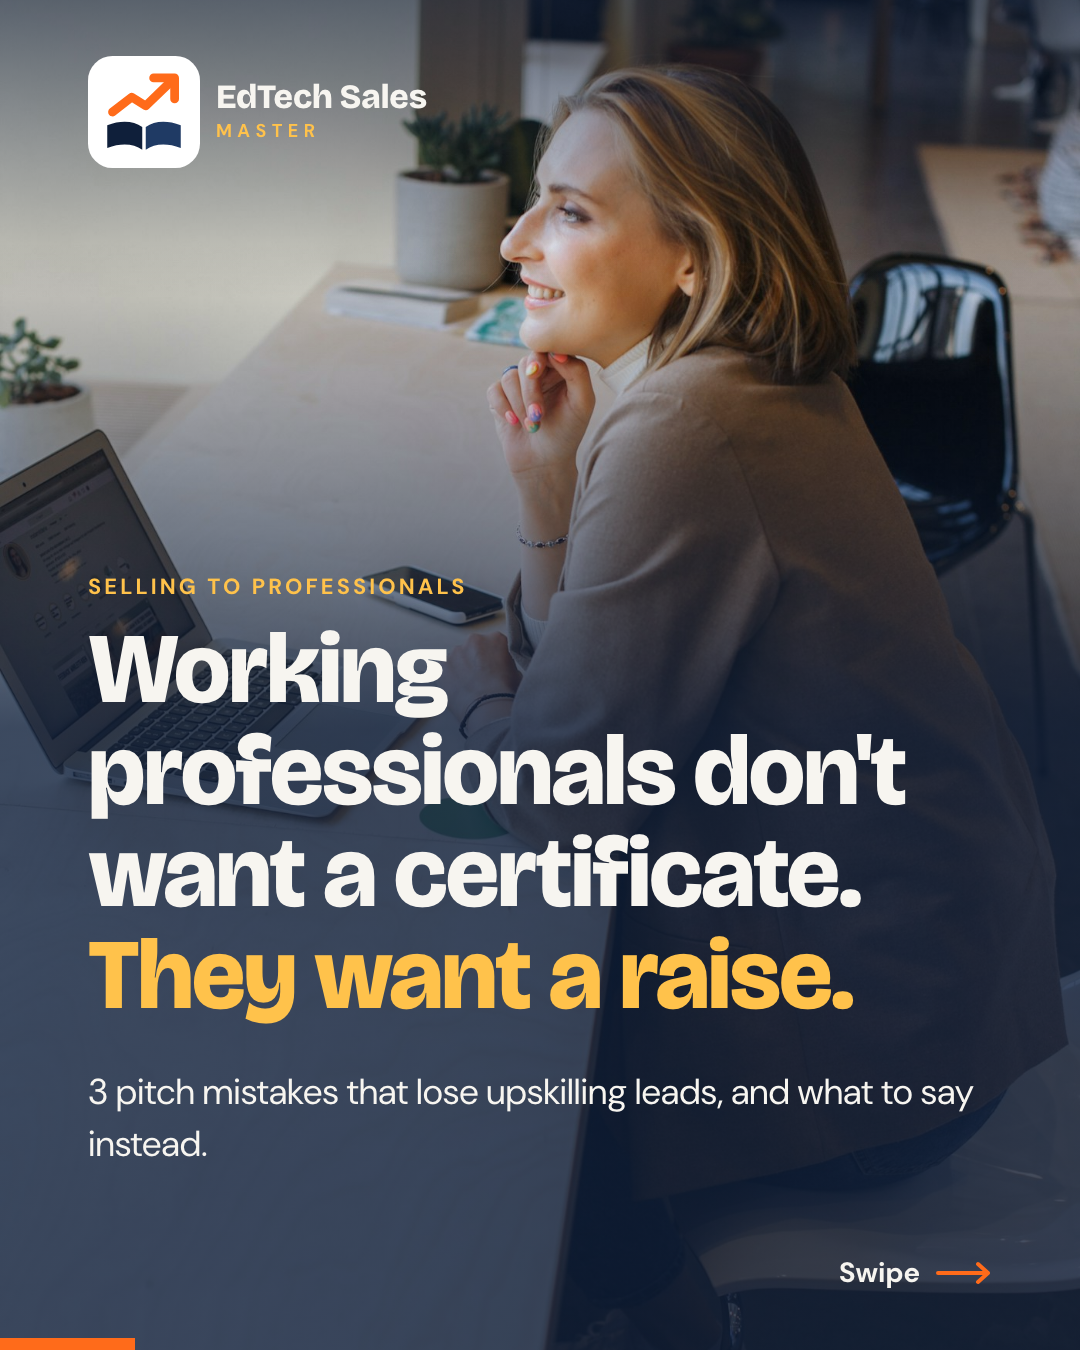 EdTech Sales
MASTER
SELLING TO PROFESSIONALS
Working
professionals don't
want a certificate.
They want a raise.
3 pitch mistakes that lose upskilling leads, and what to say
instead.
Swipe